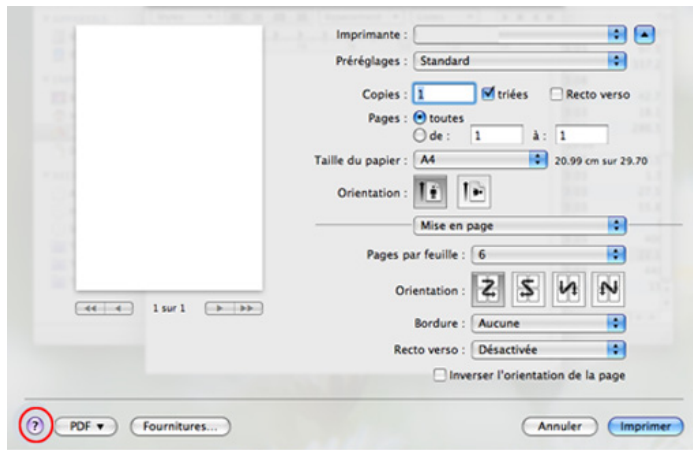 Imprimante :
Préréglages : Standard
Copies : 1 triées Recto verso
Pages : toutes
de : 1 à : 1
Taille du papier : A4 20.99 cm sur 29.70
Orientation :
Mise en page
Pages par feuille : 6
Orientation :
1 sur 1
Bordure : Aucune
Recto verso : Désactivée
Inverser l'orientation de la page
? PDF Fournitures... Annuler Imprimer